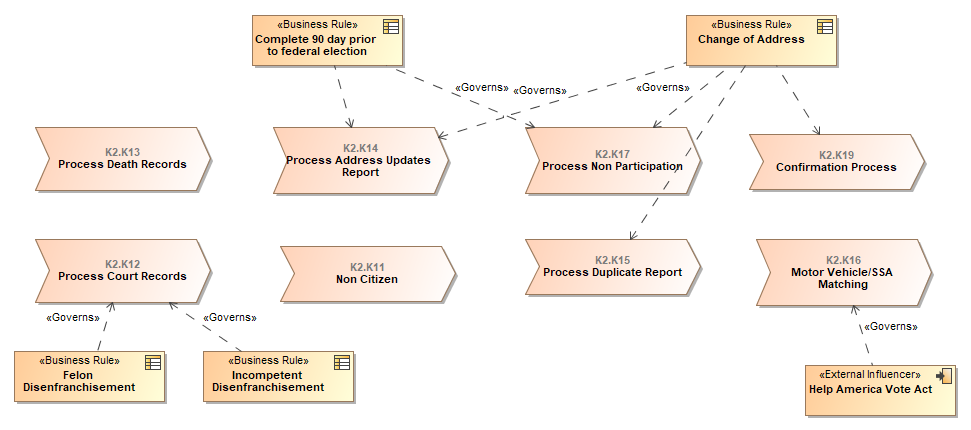 «Business Rule»
Complete 90 day prior
to federal election
«Business Rule»
Change of Address
«Governs»
«Governs»
«Governs»
K2.K13
Process Death Records
K2.K14
Process Address Updates
Report
K2.K17
Process Non Participation
K2.K19
Confirmation Process
K2.K12
Process Court Records
K2.K11
Non Citizen
K2.K15
Process Duplicate Report
K2.K16
Motor Vehicle/SSA
Matching
«Governs»
«Governs»
«Governs»
«Business Rule»
Felon
Disenfranchisement
«Business Rule»
Incompetent
Disenfranchisement
«External Influencer»
Help America Vote Act